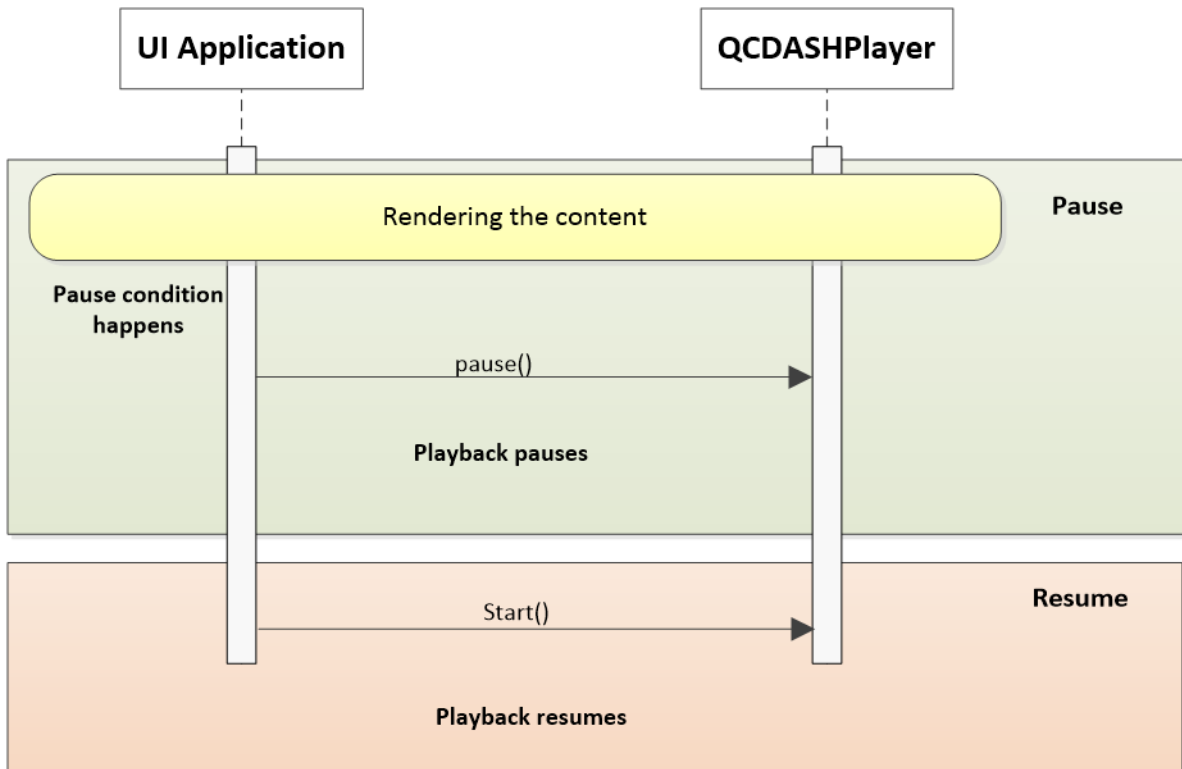 UI Application
QCDASHPlayer
Rendering the content
Pause
Pause condition
happens
pause()
Playback pauses
Resume
Start()
Playback resumes